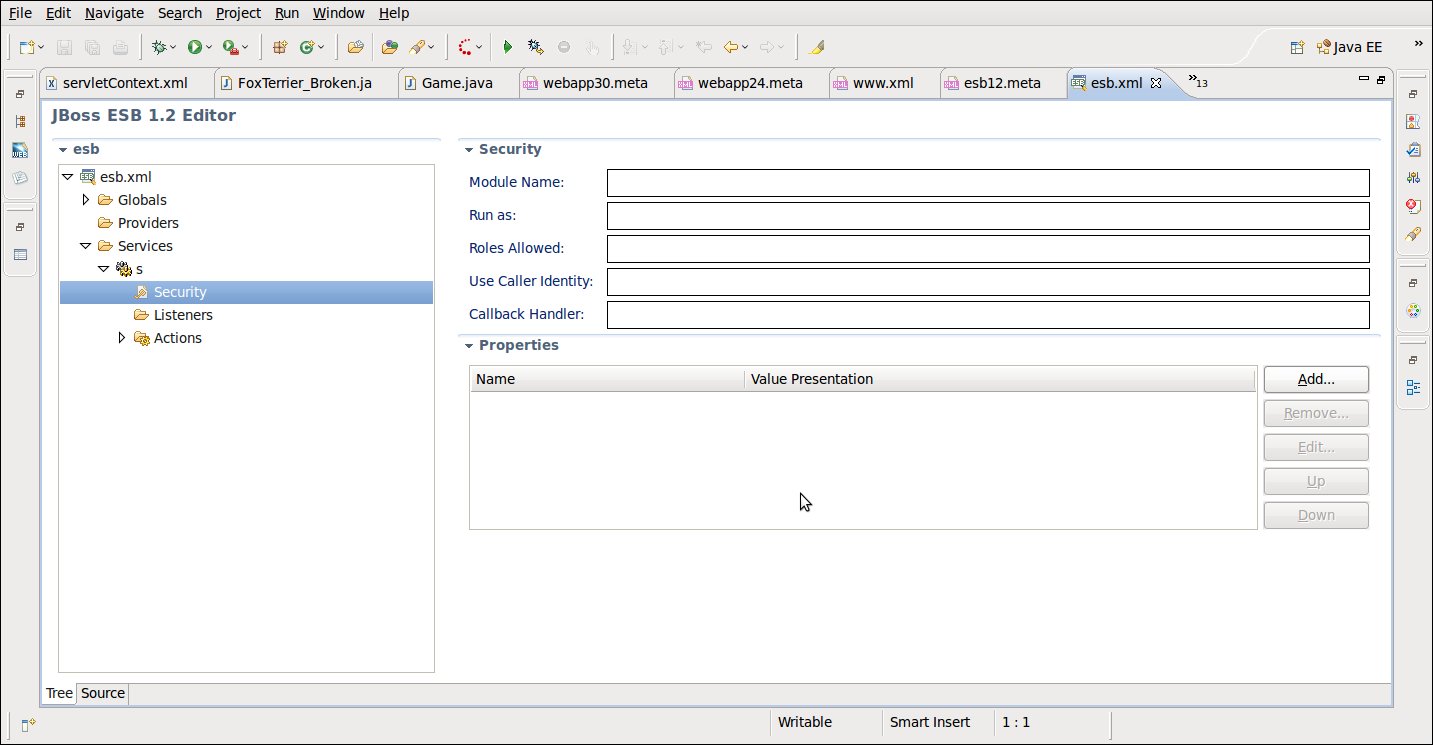 File Edit Navigate Search Project Run Window Help
Java EE »
servletContext.xml FoxTerrier_Broken.ja Game.java webapp30.meta webapp24.meta www.xml esb12.meta esb.xml »13
JBoss ESB 1.2 Editor
esb
Security
esb.xml
Globals
Providers
Services
s
Security
Listeners
Actions
Module Name:
Run as:
Roles Allowed:
Use Caller Identity:
Callback Handler:
Properties
Name Value Presentation
Add...
Remove...
Edit...
Up
Down
Tree Source
Writable Smart Insert 1 : 1